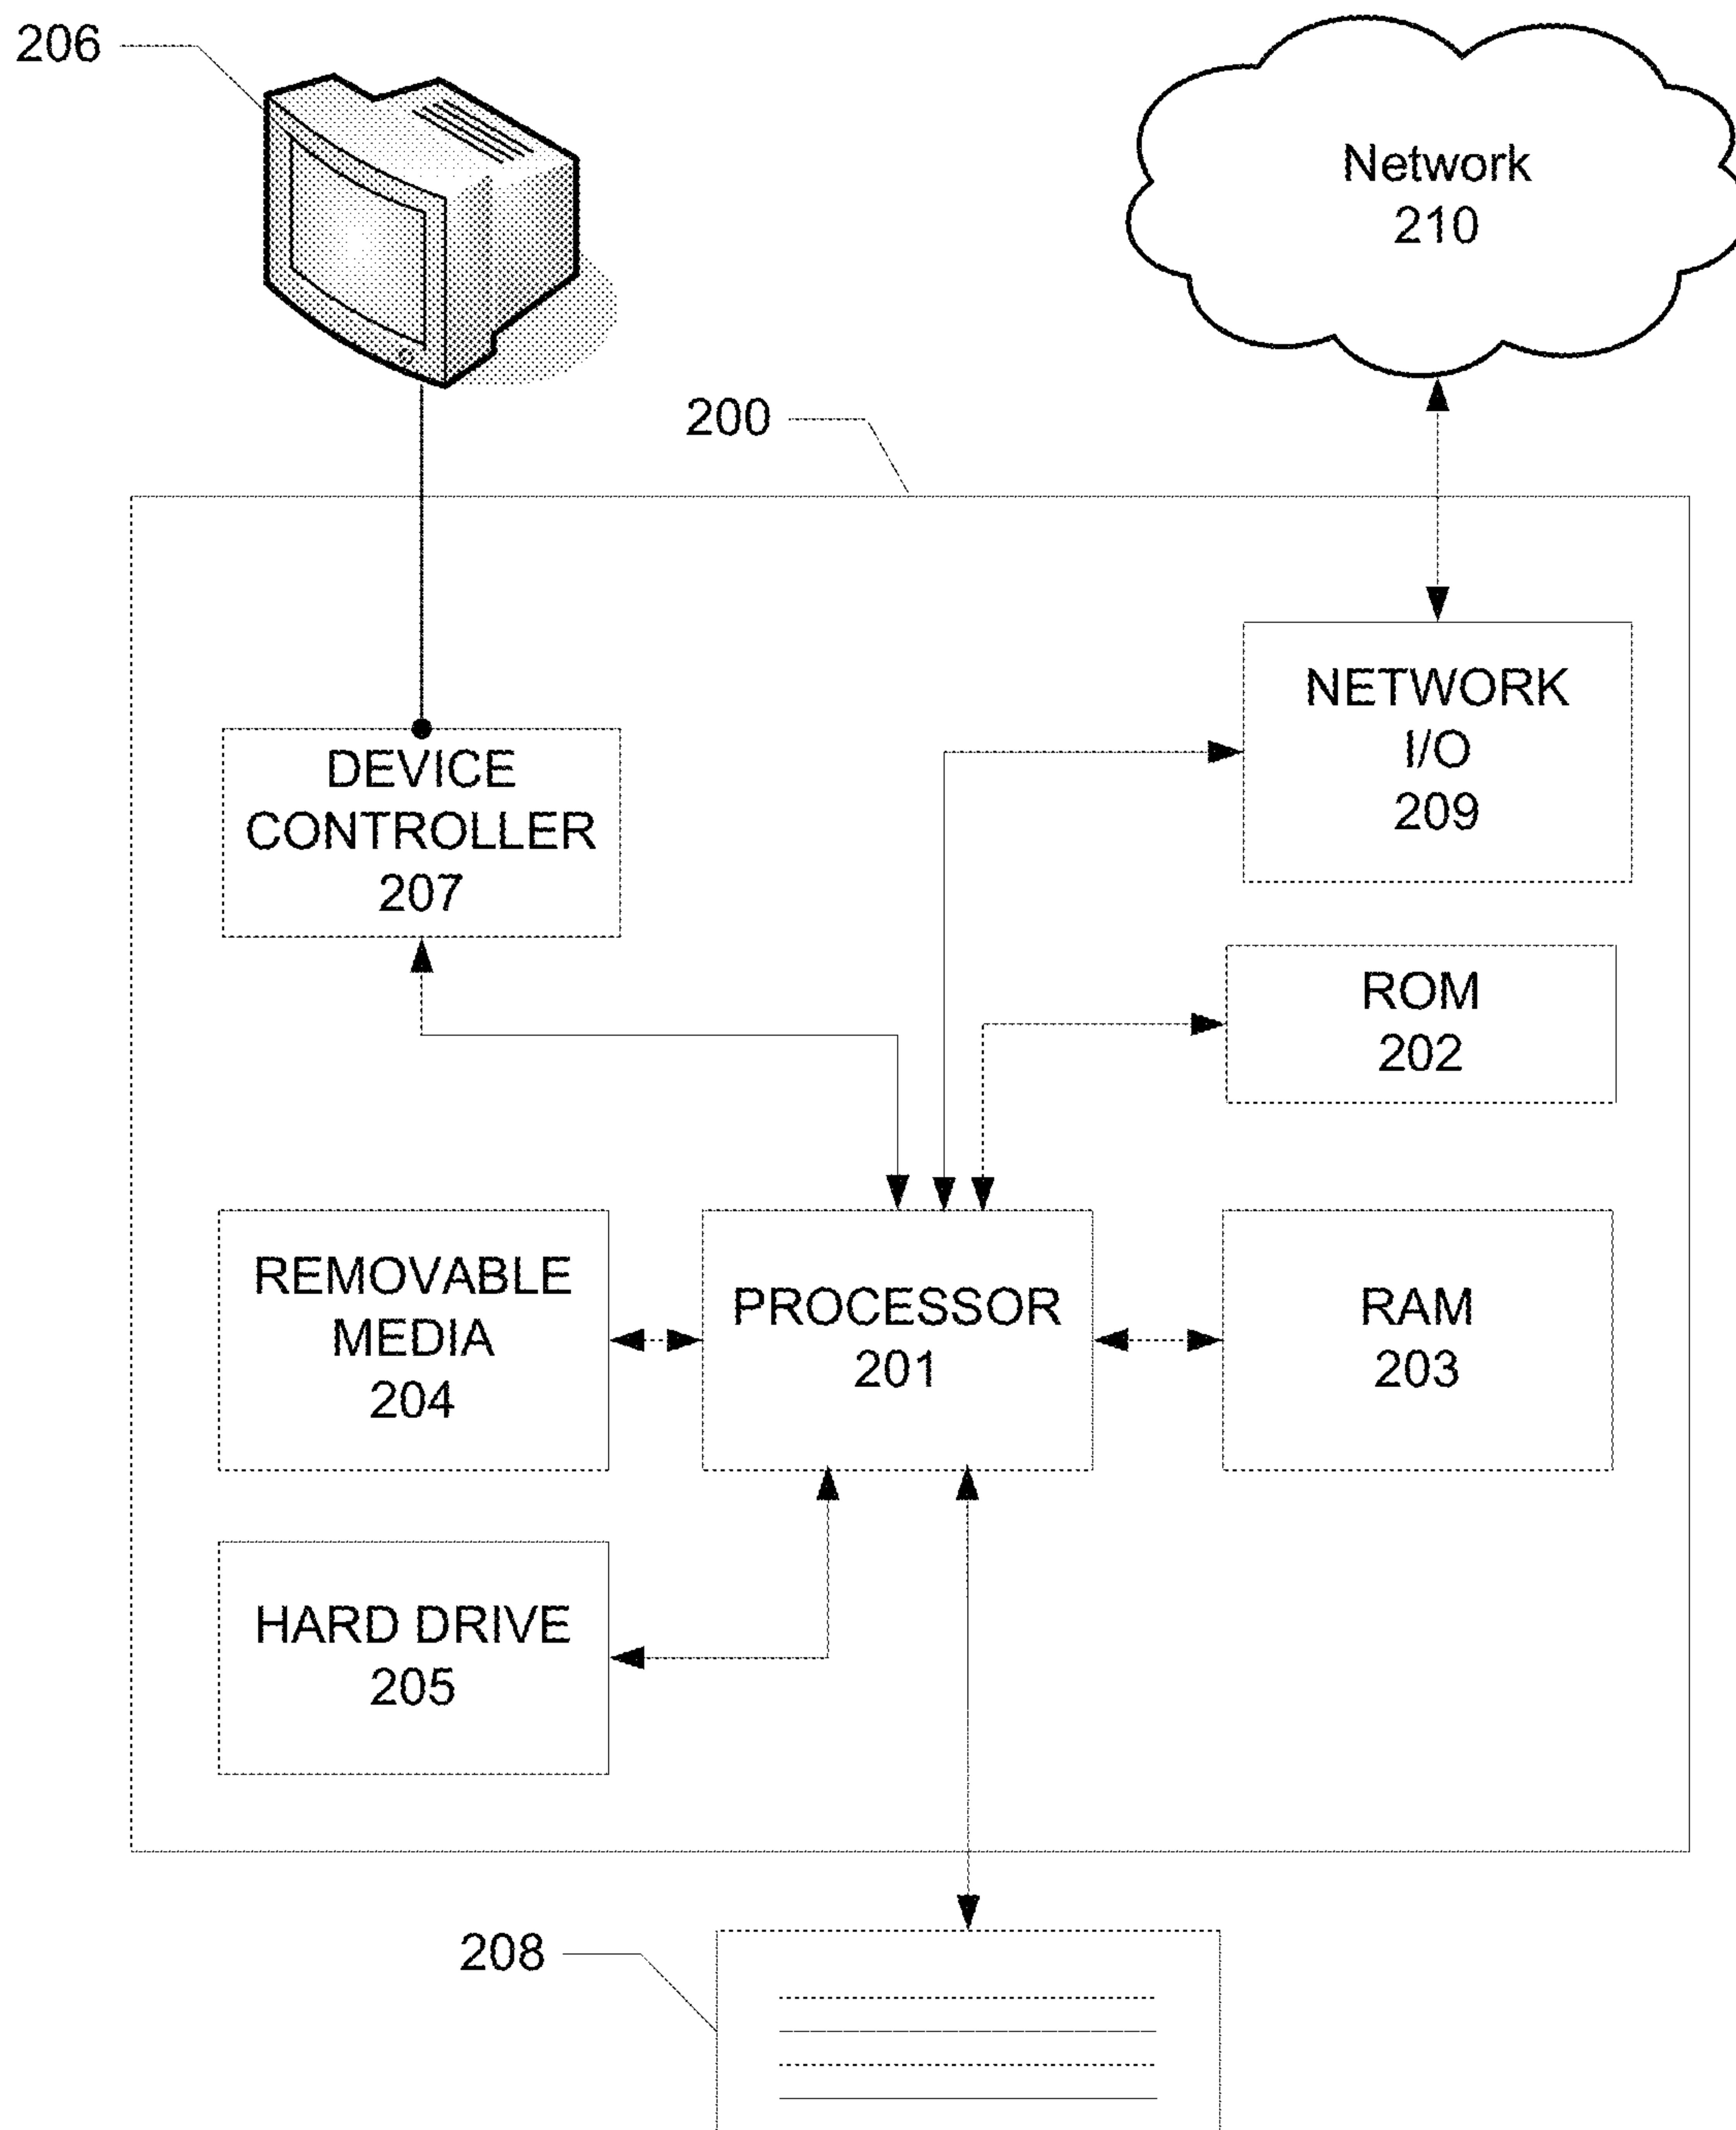 206
Network
210
200
NETWORK
I/O
209
DEVICE
CONTROLLER
207
ROM
202
REMOVABLE
MEDIA
204
PROCESSOR
201
RAM
203
HARD DRIVE
205
208